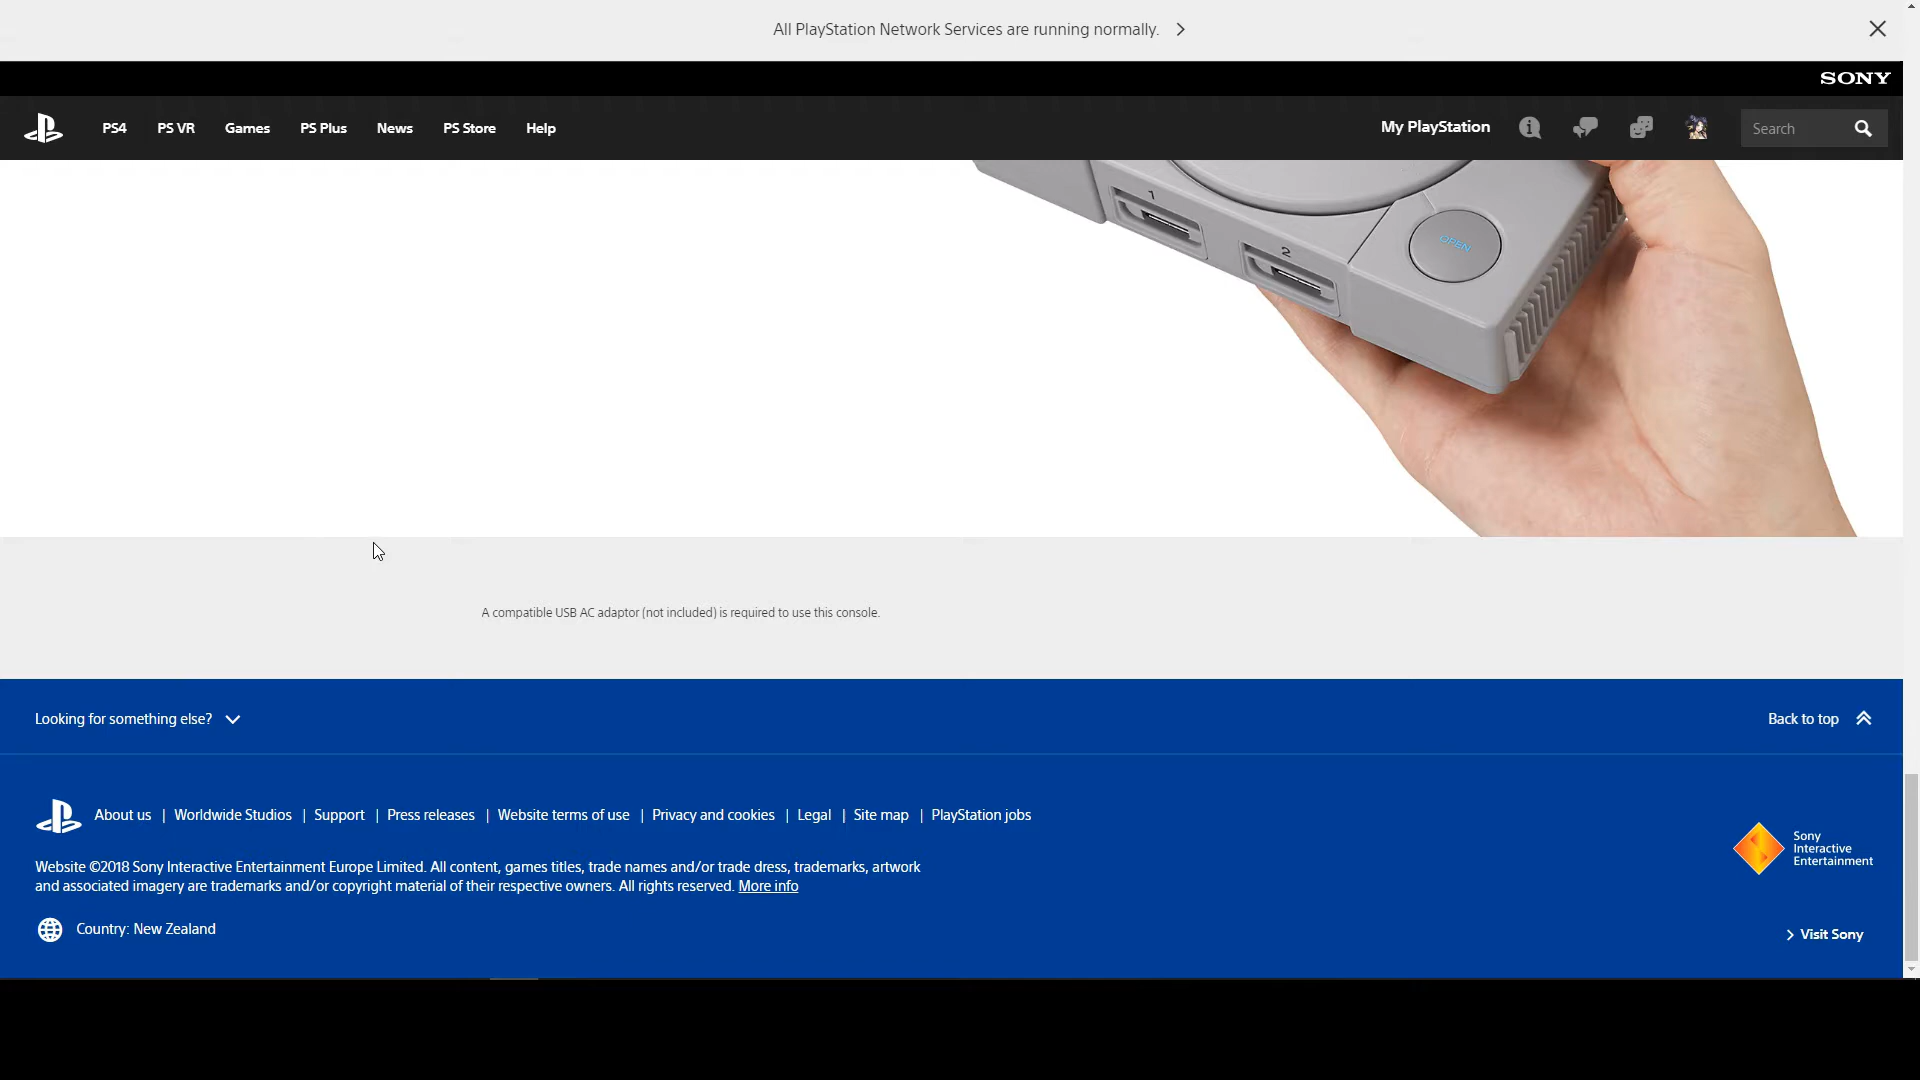 All PlayStation Network Services are running normally.
SONY
PS4 PS VR Games PS Plus News PS Store Help My PlayStation Search
1
2
OPEN
A compatible USB AC adaptor (not included) is required to use this console.
Looking for something else? Back to top
About us | Worldwide Studios | Support | Press releases | Website terms of use | Privacy and cookies | Legal | Site map | PlayStation jobs
Sony
Interactive
Entertainment
Website ©2018 Sony Interactive Entertainment Europe Limited. All content, games titles, trade names and/or trade dress, trademarks, artwork
and associated imagery are trademarks and/or copyright material of their respective owners. All rights reserved. More info
Country: New Zealand
Visit Sony